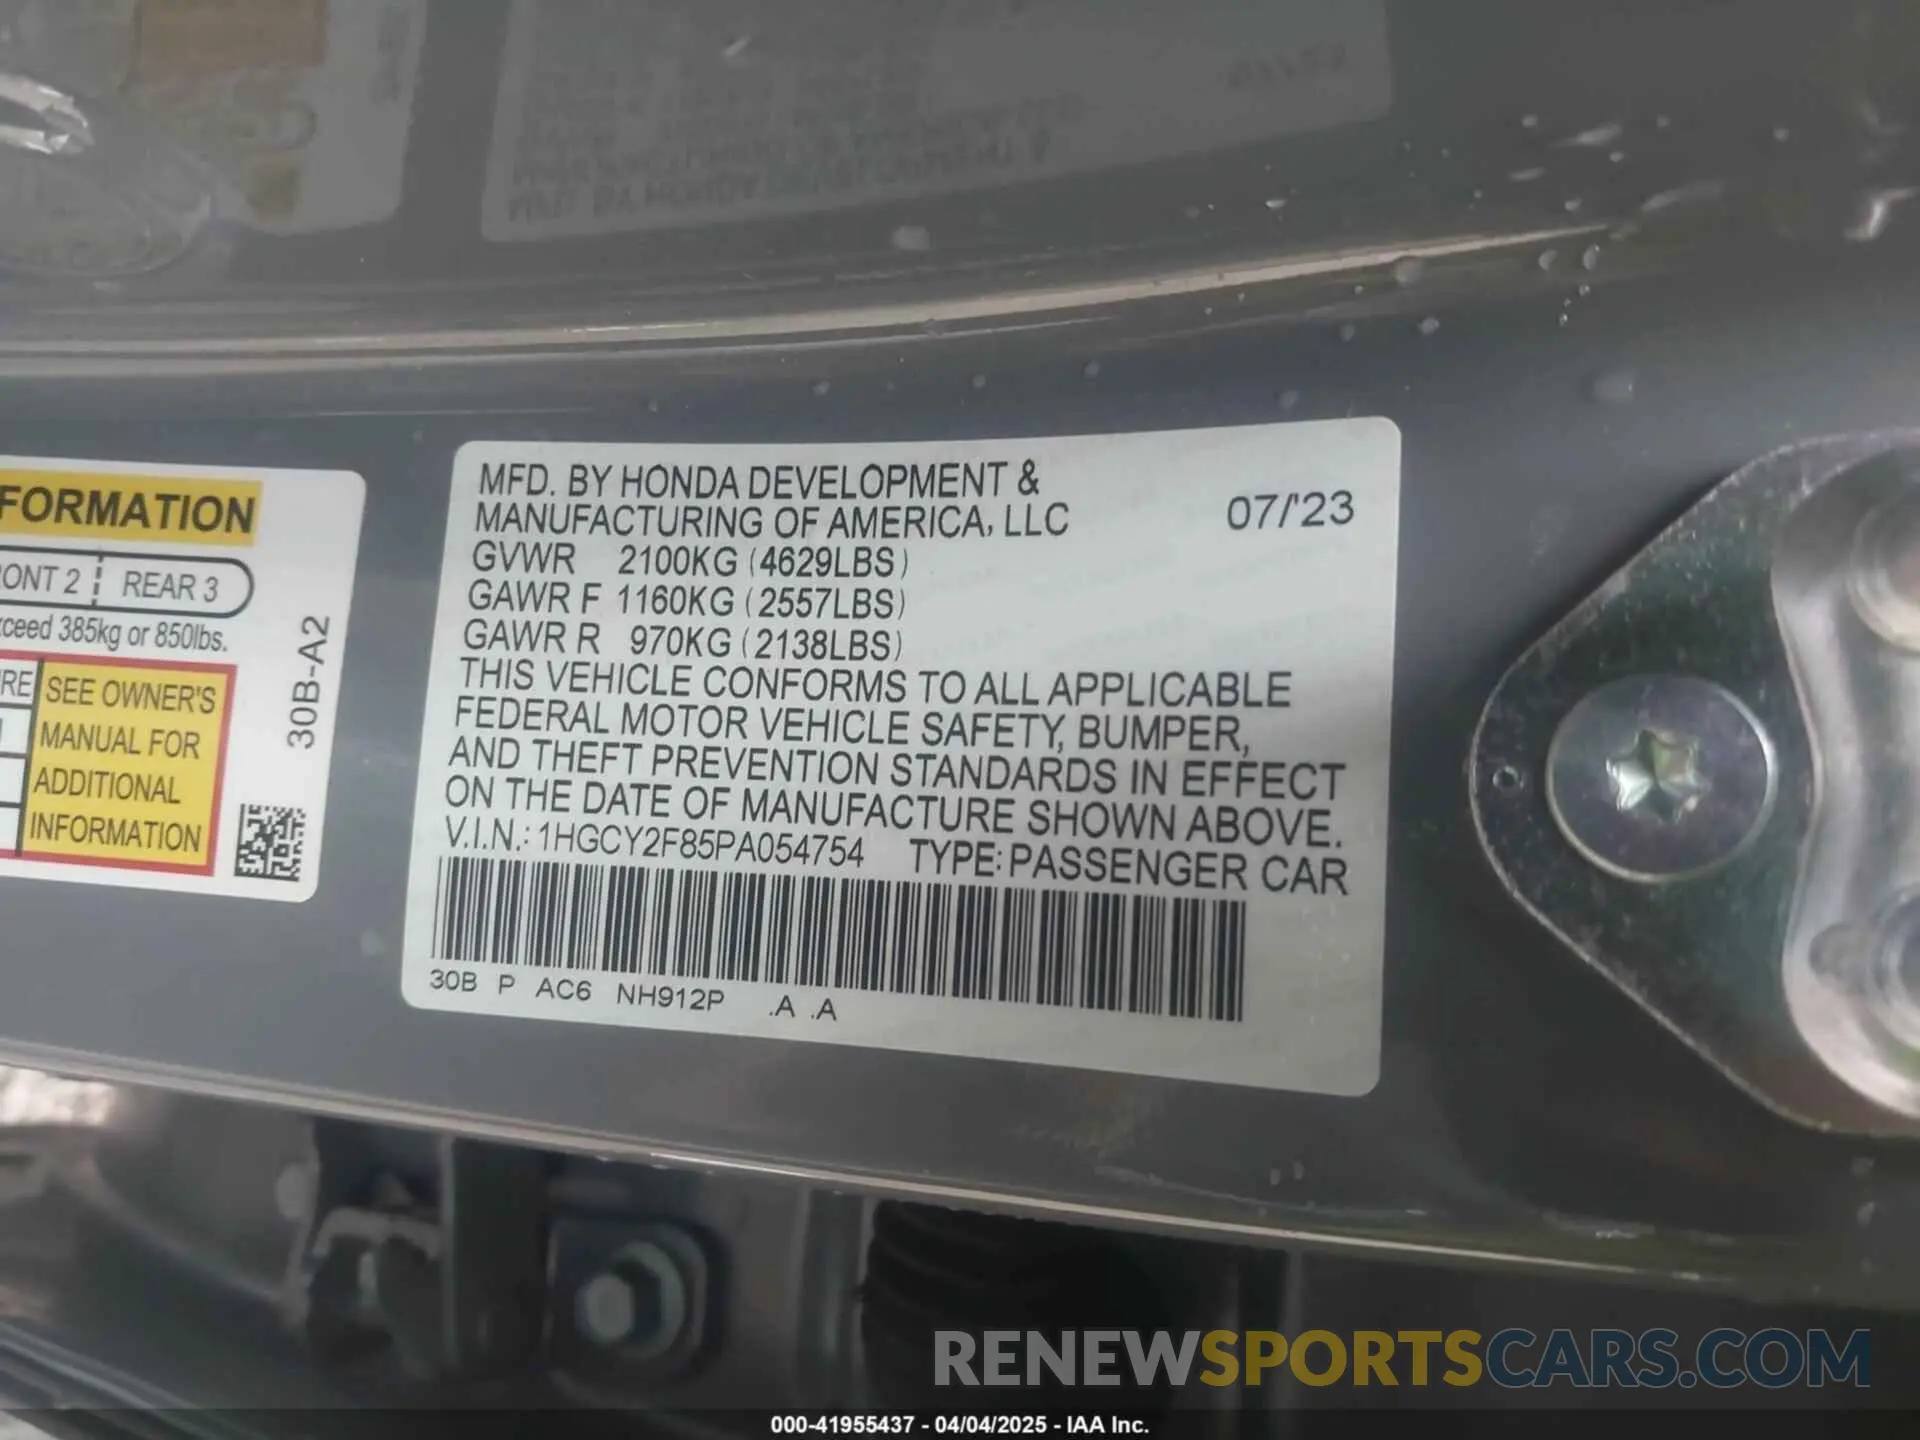 FORMATION
ONT 2 REAR 3
ceed 385kg or 850lbs.
RE
SEE OWNER'S
MANUAL FOR
ADDITIONAL
INFORMATION
30B-A2
MFD. BY HONDA DEVELOPMENT &
MANUFACTURING OF AMERICA, LLC
07/'23
GVWR 2100KG (4629LBS)
GAWR F 1160KG (2557LBS)
GAWR R 970KG (2138LBS)
THIS VEHICLE CONFORMS TO ALL APPLICABLE
FEDERAL MOTOR VEHICLE SAFETY, BUMPER,
AND THEFT PREVENTION STANDARDS IN EFFECT
ON THE DATE OF MANUFACTURE SHOWN ABOVE.
V.I.N.: 1HGCY2F85PA054754 TYPE: PASSENGER CAR
30B P AC6 NH912P .A .A
RENEWSPORTSCARS.COM
000-41955437 - 04/04/2025 - IAA Inc.